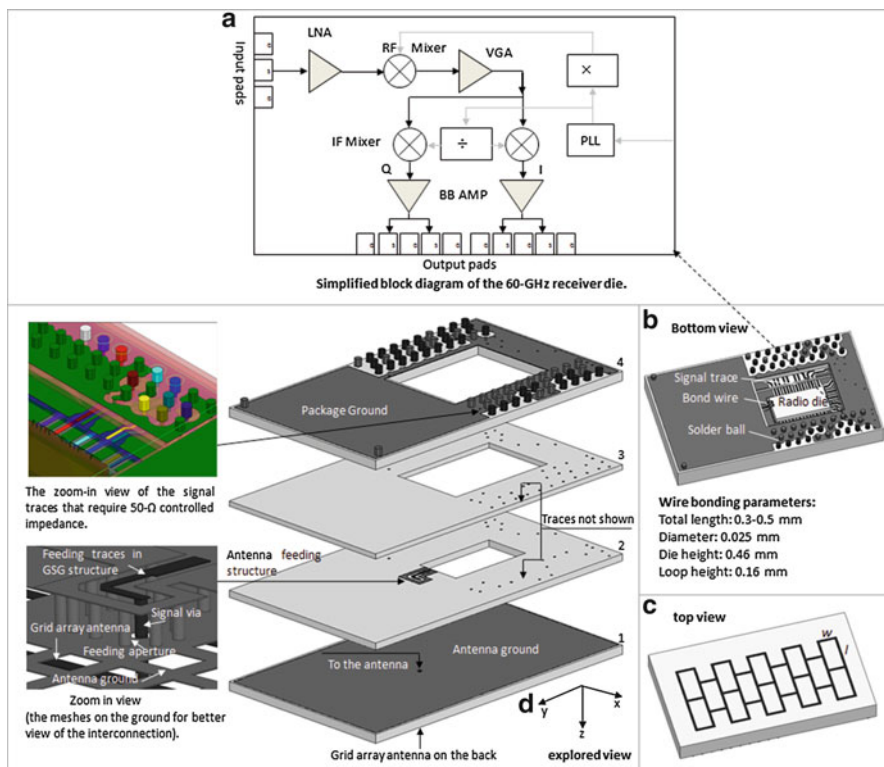 a
LNA
RF Mixer
VGA
Input pads
G
S
G
×
÷
PLL
IF Mixer
Q
I
BB AMP
G S G S G
G S G S G
Output pads
Simplified block diagram of the 60-GHz receiver die.
4
Package Ground
The zoom-in view of the signal
traces that require 50-Ω controlled
impedance.
3
Traces not shown
2
Antenna feeding
structure
Feeding traces in
GSG structure
Signal via
Grid array antenna
Feeding aperture
Antenna ground
Zoom in view
(the meshes on the ground for better
view of the interconnection).
1
To the antenna
Antenna ground
d
y
x
z
Grid array antenna on the back
explored view
b
Bottom view
Signal trace
Bond wire
Radio die
Solder ball
Wire bonding parameters:
Total length: 0.3-0.5 mm
Diameter: 0.025 mm
Die height: 0.46 mm
Loop height: 0.16 mm
c
top view
w
l